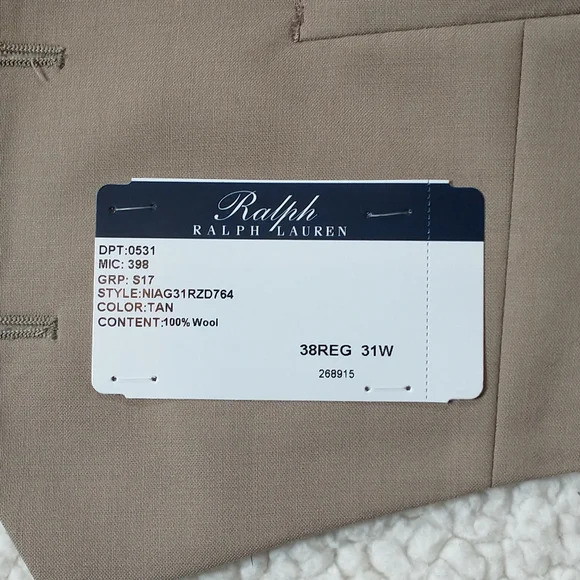 Ralph
RALPH LAUREN
DPT:0531
MIC: 398
GRP: S17
STYLE:NIAG31RZD764
COLOR:TAN
CONTENT:100% Wool
38REG 31W
268915